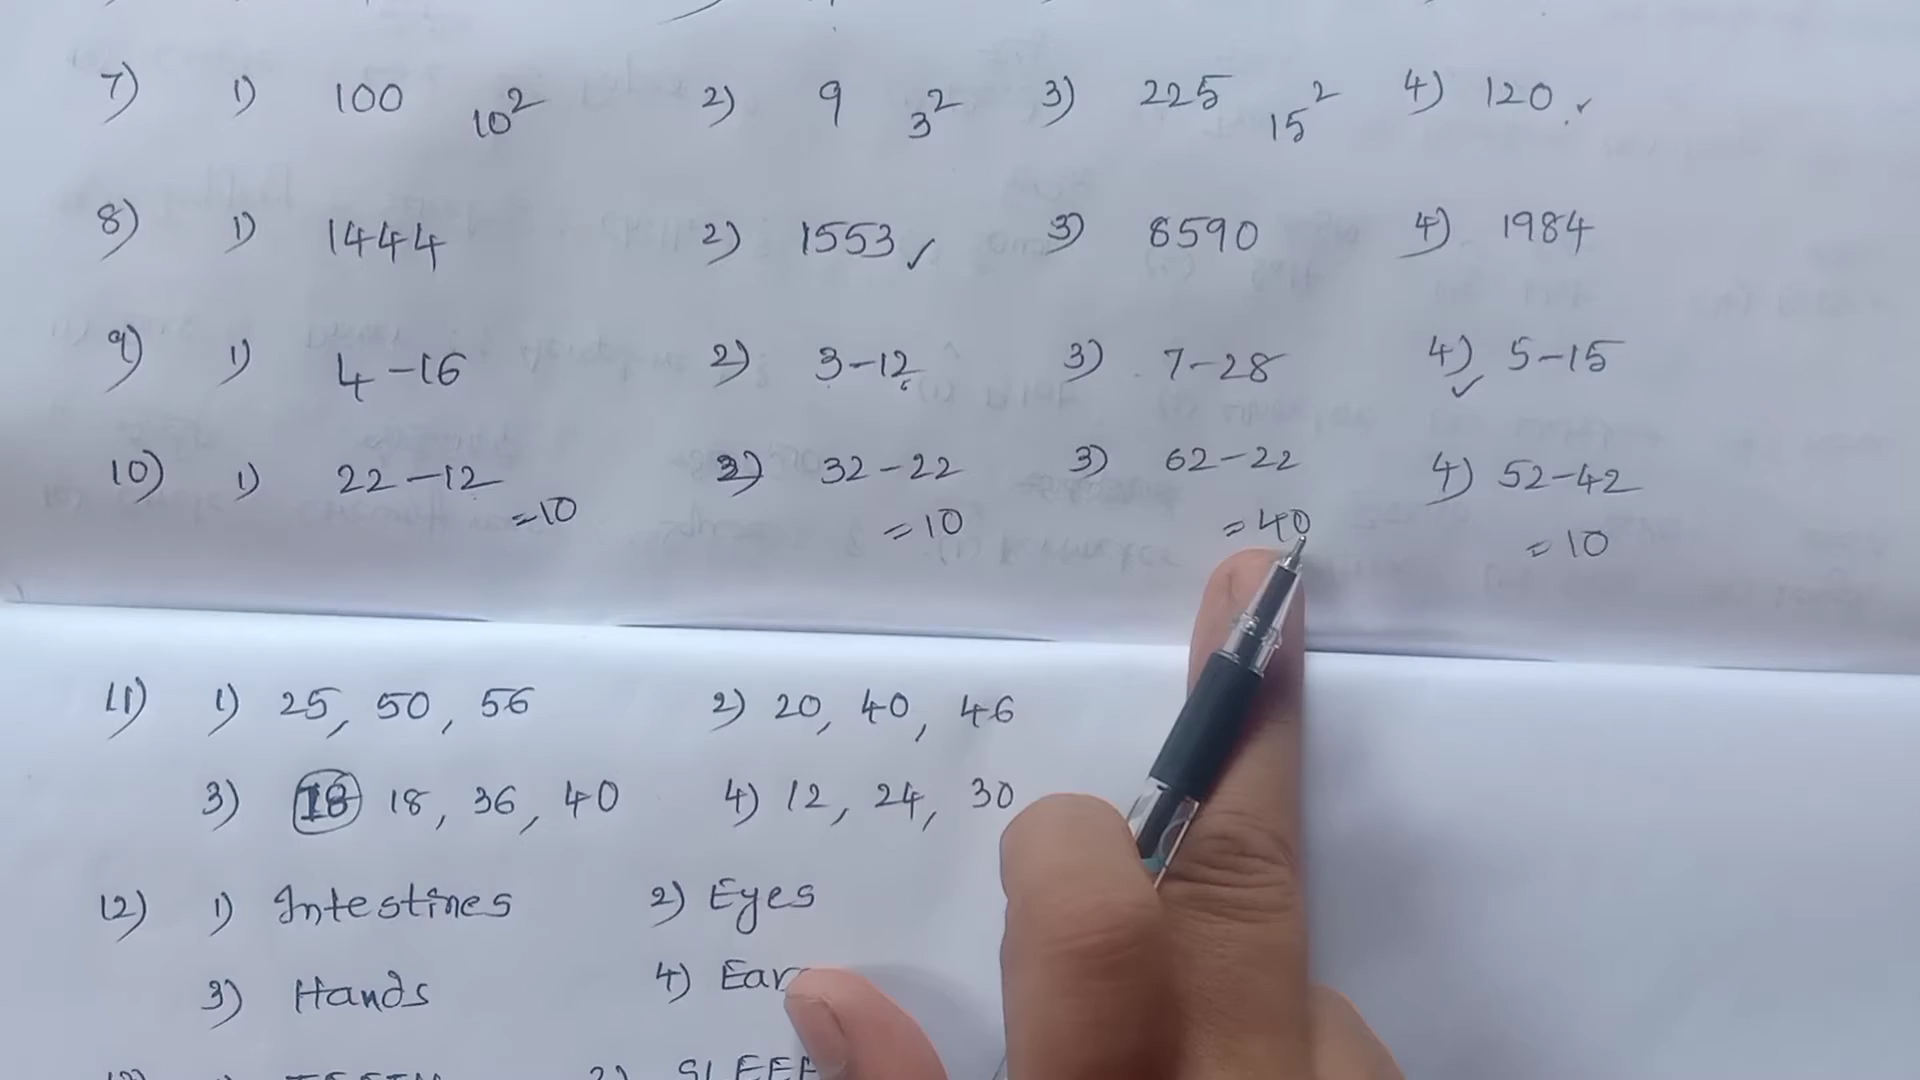 7) 1) 100 10² 2) 9 3² 3) 225 15² 4) 120 ✓
8) 1) 1444 2) 1553 ✓ 3) 8590 4) 1984
9) 1) 4-16 2) 3-12 3) 7-28 4) ✓ 5-15
10) 1) 22-12 2) 32-22 3) 62-22 4) 52-42
=10 =10 =40 =10
11) 1) 25, 50, 56 2) 20, 40, 46
3) 18, 36, 40 4) 12, 24, 30
12) 1) Intestines 2) Eyes
3) Hands 4) Ears